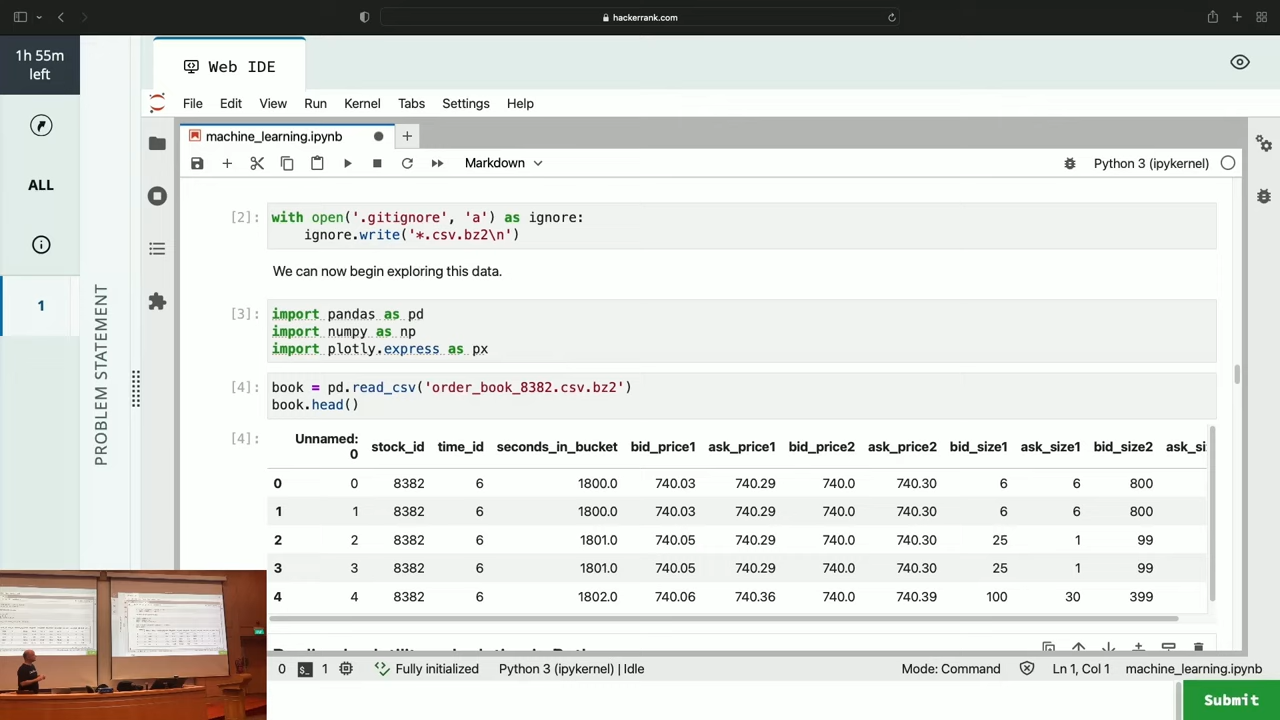 hackerrank.com
1h 55m
left
Web IDE
File Edit View Run Kernel Tabs Settings Help
machine_learning.ipynb
Markdown
Python 3 (ipykernel)
ALL
1
PROBLEM STATEMENT
[2]: with open('.gitignore', 'a') as ignore:
ignore.write('*.csv.bz2\n')
We can now begin exploring this data.
[3]: import pandas as pd
import numpy as np
import plotly.express as px
[4]: book = pd.read_csv('order_book_8382.csv.bz2')
book.head()
[4]: Unnamed: 0 stock_id time_id seconds_in_bucket bid_price1 ask_price1 bid_price2 ask_price2 bid_size1 ask_size1 bid_size2 ask_si
0 0 8382 6 1800.0 740.03 740.29 740.0 740.30 6 6 800
1 1 8382 6 1800.0 740.03 740.29 740.0 740.30 6 6 800
2 2 8382 6 1801.0 740.05 740.29 740.0 740.30 25 1 99
3 3 8382 6 1801.0 740.05 740.29 740.0 740.30 25 1 99
4 4 8382 6 1802.0 740.06 740.36 740.0 740.39 100 30 399
0 1 Fully initialized Python 3 (ipykernel) | Idle Mode: Command Ln 1, Col 1 machine_learning.ipynb
Submit